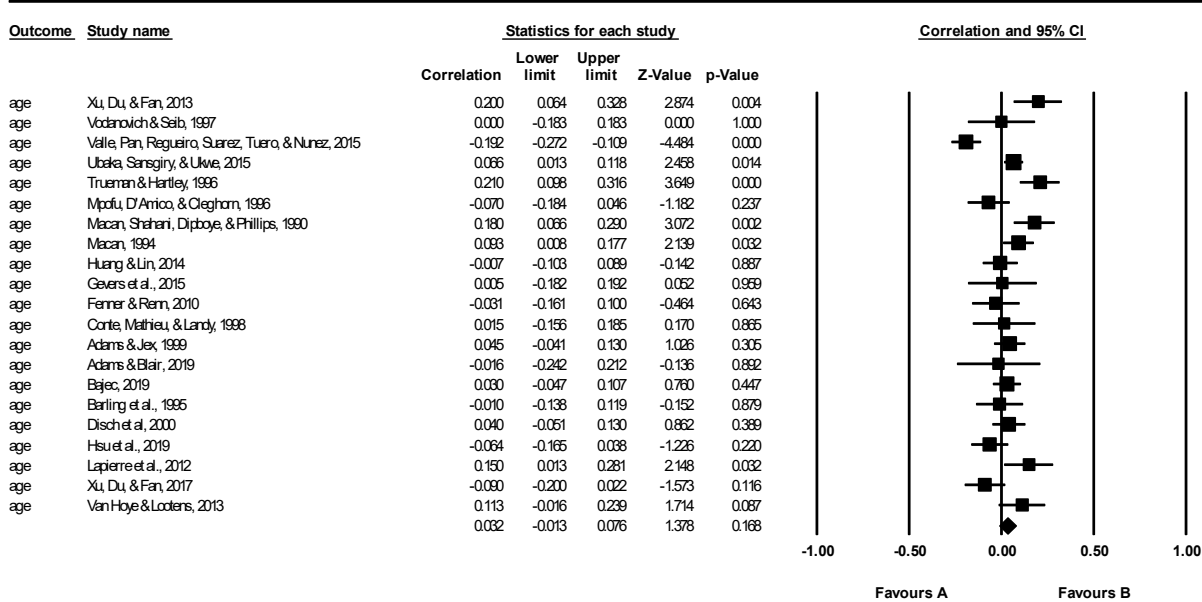 Outcome Study name Statistics for each study Correlation and 95% CI
Lower Upper
Correlation limit limit Z-Value p-Value
age Xu, Du, & Fan, 2013 0.200 0.064 0.328 2.874 0.004
age Vodanovich & Seib, 1997 0.000 -0.183 0.183 0.000 1.000
age Valle, Pan, Regueiro, Suarez, Tuero, & Nunez, 2015 -0.192 -0.272 -0.109 -4.484 0.000
age Ubaka, Sansgiry, & Ukwe, 2015 0.066 0.013 0.118 2.458 0.014
age Trueman & Hartley, 1996 0.210 0.098 0.316 3.649 0.000
age Mpofu, D'Amico, & Cleghorn, 1996 -0.070 -0.184 0.046 -1.182 0.237
age Macan, Shahani, Dipboye, & Phillips, 1990 0.180 0.066 0.290 3.072 0.002
age Macan, 1994 0.093 0.008 0.177 2.139 0.032
age Huang & Lin, 2014 -0.007 -0.103 0.089 -0.142 0.887
age Gevers et al., 2015 0.005 -0.182 0.192 0.052 0.959
age Fenner & Renn, 2010 -0.031 -0.161 0.100 -0.464 0.643
age Conte, Mathieu, & Landy, 1998 0.015 -0.156 0.185 0.170 0.865
age Adams & Jex, 1999 0.045 -0.041 0.130 1.026 0.305
age Adams & Blair, 2019 -0.016 -0.242 0.212 -0.136 0.892
age Bajec, 2019 0.030 -0.047 0.107 0.760 0.447
age Barling et al., 1995 -0.010 -0.138 0.119 -0.152 0.879
age Disch et al, 2000 0.040 -0.051 0.130 0.862 0.389
age Hsu et al., 2019 -0.064 -0.165 0.038 -1.226 0.220
age Lapierre et al., 2012 0.150 0.013 0.281 2.148 0.032
age Xu, Du, & Fan, 2017 -0.090 -0.200 0.022 -1.573 0.116
age Van Hoye & Lootens, 2013 0.113 -0.016 0.239 1.714 0.087
0.032 -0.013 0.076 1.378 0.168
-1.00 -0.50 0.00 0.50 1.00
Favours A Favours B